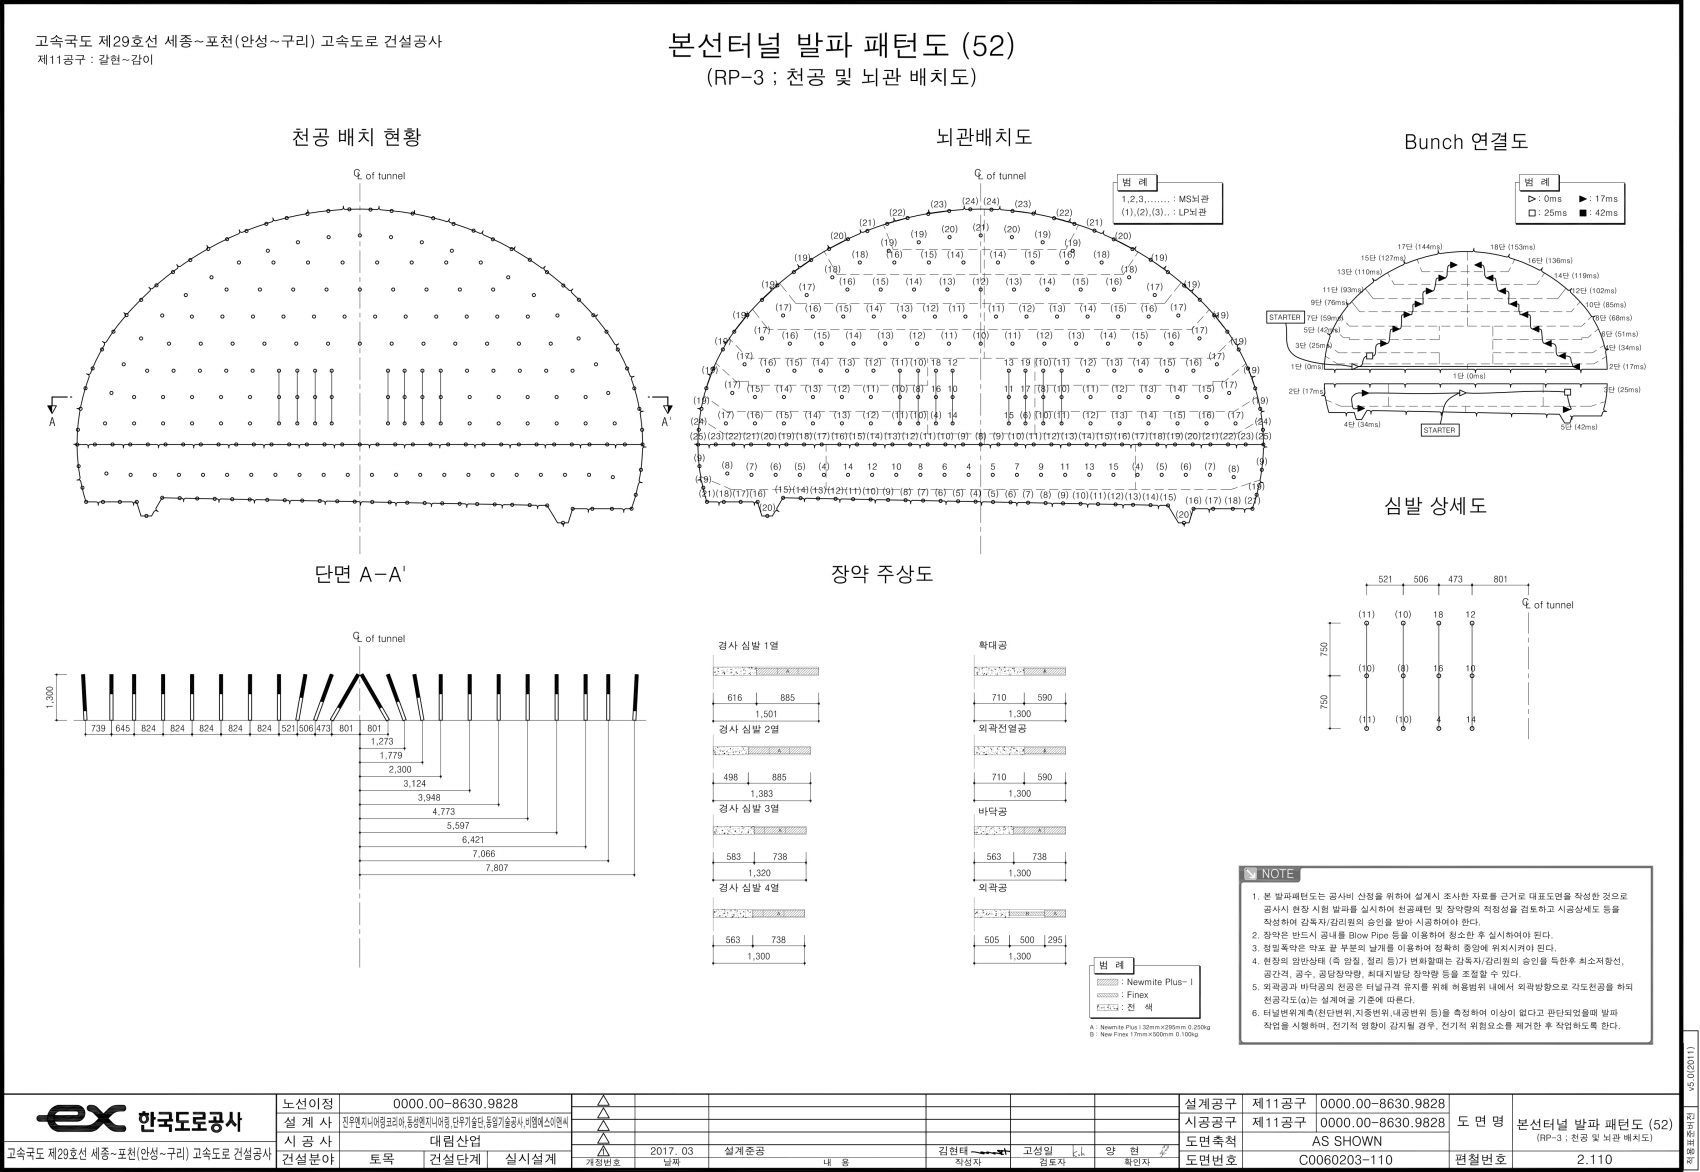 고속국도 제29호선 세종~포천(안성~구리) 고속도로 건설공사
제11공구 : 갈현~감이
본선터널 발파 패턴도 (52)
(RP-3 ; 천공 및 뇌관 배치도)
천공 배치 현황
℄ of tunnel
A
A'
뇌관배치도
℄ of tunnel
범 례
1,2,3,....... : MS뇌관
(1),(2),(3).. : LP뇌관
(21) (22) (23) (24) (24) (23) (22) (21)
(20) (19) (20) (21) (20) (19) (20)
(19) (19)
(19) (18) (16) (15) (14) (14) (15) (16) (18) (19)
(18) (18)
(19) (17) (16) (15) (14) (13) (12) (13) (14) (15) (16) (17) (19)
(19) (17) (16) (15) (14) (13) (12) (11) (11) (12) (13) (14) (15) (16) (17) (19)
(19) (17) (16) (15) (14) (13) (12) (11) (10) (11) (12) (13) (14) (15) (16) (17) (19)
(19) (17) (16) (15) (14) (13) (12) (11) (10) 18 12 13 19 (10) (11) (12) (13) (14) (15) (16) (17) (19)
(19) (17) (15) (14) (13) (12) (11) (10) (8) 16 10 11 17 (8) (10) (11) (12) (13) (14) (15) (17) (19)
(24) (17) (16) (15) (14) (13) (12) (11) (10) (4) 14 15 (6) (10) (11) (12) (13) (14) (15) (16) (17) (24)
(25) (23) (22) (21) (20) (19) (18) (17) (16) (15) (14) (13) (12) (11) (10) (9) (8) (9) (10) (11) (12) (13) (14) (15) (16) (17) (18) (19) (20) (21) (22) (23) (25)
(9) (8) (7) (6) (5) (4) 14 12 10 8 6 4 5 7 9 11 13 15 (4) (5) (6) (7) (8) (9)
(19) (19)
(21) (18) (17) (16) (15) (14) (13) (12) (11) (10) (9) (8) (7) (6) (5) (4) (5) (6) (7) (8) (9) (10) (11) (12) (13) (14) (15) (16) (17) (18) (21)
(20) (20)
Bunch 연결도
범 례
: 0ms : 17ms
: 25ms : 42ms
17단 (144ms) 18단 (153ms)
15단 (127ms) 16단 (136ms)
13단 (110ms) 14단 (119ms)
11단 (93ms) 12단 (102ms)
9단 (76ms) 10단 (85ms)
STARTER 7단 (59ms) 8단 (68ms)
5단 (42ms) 6단 (51ms)
3단 (25ms) 4단 (34ms)
1단 (0ms) 1단 (0ms) 2단 (17ms)
2단 (17ms) 3단 (25ms)
4단 (34ms) STARTER 5단 (42ms)
심발 상세도
521 506 473 801
℄ of tunnel
(11) (10) 18 12
750
(10) (8) 16 10
750
(11) (10) 4 14
단면 A-A'
℄ of tunnel
1,300
739 645 824 824 824 824 824 521 506 473 801 801
1,273
1,779
2,300
3,124
3,948
4,773
5,597
6,421
7,066
7,807
장약 주상도
경사 심발 1열
A
616 885
1,501
경사 심발 2열
A
498 885
1,383
경사 심발 3열
A
583 738
1,320
경사 심발 4열
A
563 738
1,300
확대공
A
710 590
1,300
외곽전열공
A
710 590
1,300
바닥공
A
563 738
1,300
외곽공
B A
505 500 295
1,300
범 례
: Newmite Plus-Ⅰ
: Finex
: 전 색
A : Newmite Plus I 32mm×295mm 0.250kg
B : New Finex 17mm×500mm 0.100kg
NOTE
1. 본 발파패턴도는 공사비 산정을 위하여 설계시 조사한 자료를 근거로 대표도면을 작성한 것으로
공사시 현장 시험 발파를 실시하여 천공패턴 및 장약량의 적정성을 검토하고 시공상세도 등을
작성하여 감독자/감리원의 승인을 받아 시공하여야 한다.
2. 장약은 반드시 공내를 Blow Pipe 등을 이용하여 청소한 후 실시하여야 된다.
3. 정밀폭약은 약포 끝 부분의 날개를 이용하여 정확히 중앙에 위치시켜야 된다.
4. 현장의 암반상태 (즉 암질, 절리 등)가 변화할때는 감독자/감리원의 승인을 득한후 최소저항선,
공간격, 공수, 공당장약량, 최대지발당 장약량 등을 조절할 수 있다.
5. 외곽공과 바닥공의 천공은 터널규격 유지를 위해 허용범위 내에서 외곽방향으로 각도천공을 하되
천공각도(α)는 설계여굴 기준에 따른다.
6. 터널변위계측(천단변위,지중변위,내공변위 등)을 측정하여 이상이 없다고 판단되었을때 발파
작업을 시행하며, 전기적 영향이 감지될 경우, 전기적 위험요소를 제거한 후 작업하도록 한다.
v5.0(2011)
적용표준버전
ex 한국도로공사
고속국도 제29호선 세종~포천(안성~구리) 고속도로 건설공사
노선이정 0000.00-8630.9828
설 계 사 진우엔지니어링코리아,동성엔지니어링,단우기술단,동일기술공사,비엠에스이앤씨
시 공 사 대림산업
건설분야 토목 건설단계 실시설계
1 2017. 03 설계준공 김현태 고성일 양 현
개정번호 날짜 내 용 작성자 검토자 확인자
설계공구 제11공구 0000.00-8630.9828
시공공구 제11공구 0000.00-8630.9828
도면축척 AS SHOWN
도면번호 C0060203-110
도 면 명 본선터널 발파 패턴도 (52)
(RP-3 ; 천공 및 뇌관 배치도)
편철번호 2.110